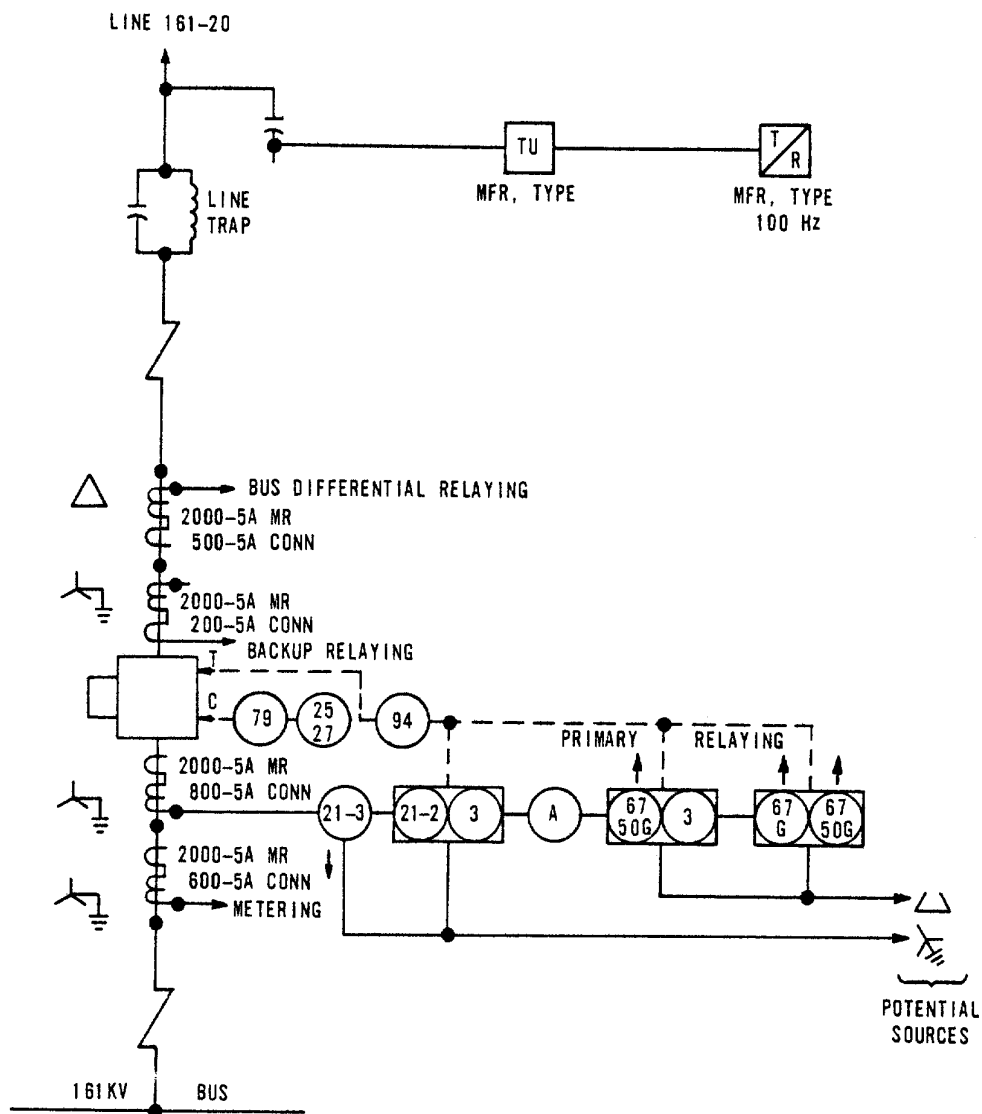 LINE 161-20
TU
T
R
MFR, TYPE
MFR, TYPE
100 Hz
LINE
TRAP
BUS DIFFERENTIAL RELAYING
2000-5A MR
500-5A CONN
2000-5A MR
200-5A CONN
BACKUP RELAYING
T
C
79
25
27
94
PRIMARY RELAYING
2000-5A MR
800-5A CONN
21-3
21-2
3
A
67
50G
3
67
G
67
50G
2000-5A MR
600-5A CONN
METERING
POTENTIAL
SOURCES
161KV BUS